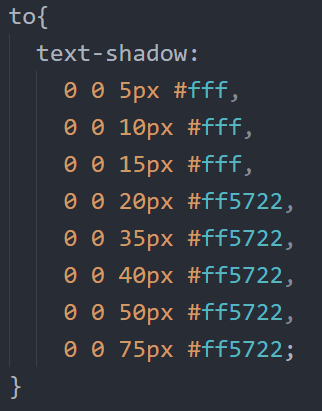 to{
text-shadow:
0 0 5px #fff,
0 0 10px #fff,
0 0 15px #fff,
0 0 20px #ff5722,
0 0 35px #ff5722,
0 0 40px #ff5722,
0 0 50px #ff5722,
0 0 75px #ff5722;
}